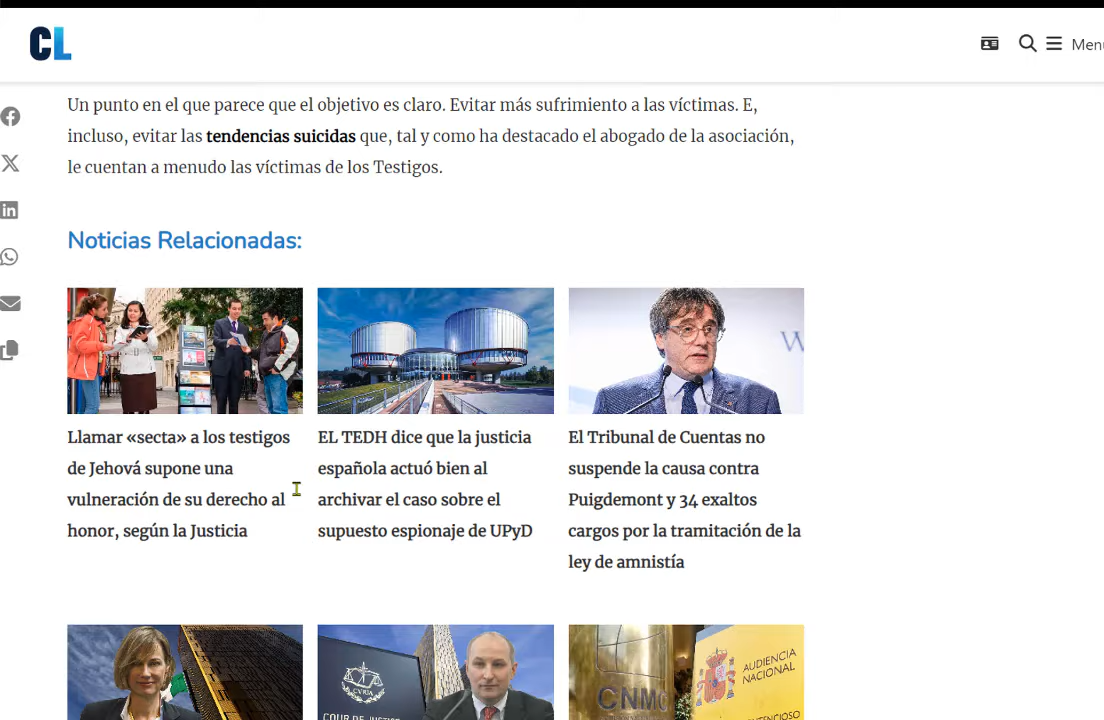 CL
Menú
Un punto en el que parece que el objetivo es claro. Evitar más sufrimiento a las víctimas. E,
incluso, evitar las tendencias suicidas que, tal y como ha destacado el abogado de la asociación,
le cuentan a menudo las víctimas de los Testigos.
Noticias Relacionadas:
W
Llamar «secta» a los testigos
de Jehová supone una
vulneración de su derecho al
honor, según la Justicia
EL TEDH dice que la justicia
española actuó bien al
archivar el caso sobre el
supuesto espionaje de UPyD
El Tribunal de Cuentas no
suspende la causa contra
Puigdemont y 34 exaltos
cargos por la tramitación de la
ley de amnistía
CVRIA
COUR DE JUSTICE
CNMC
AUDIENCIA
NACIONAL